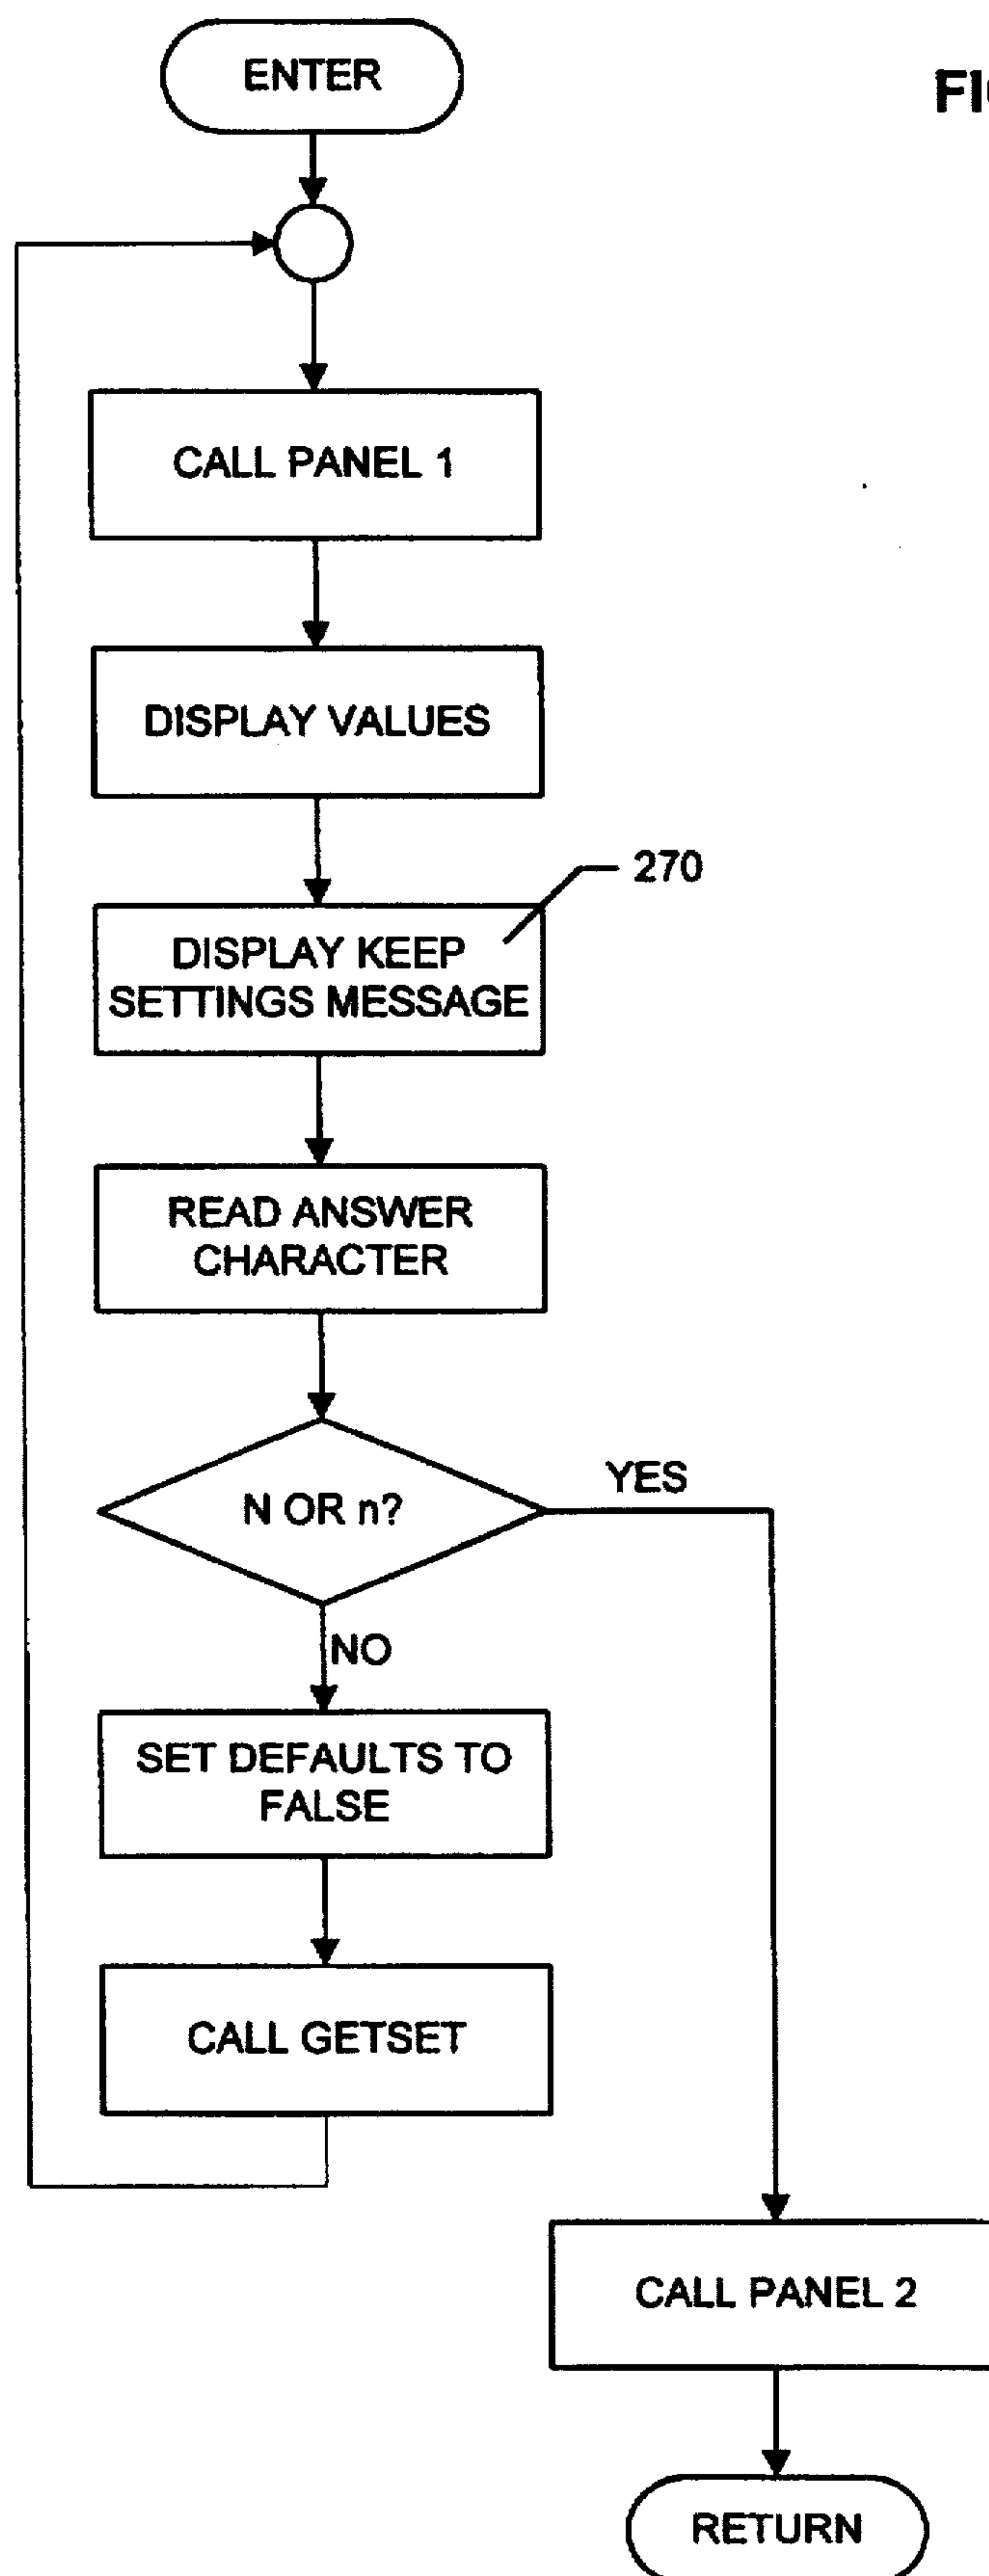 ENTER
CALL PANEL 1
DISPLAY VALUES
270
DISPLAY KEEP
SETTINGS MESSAGE
READ ANSWER
CHARACTER
N OR n?
YES
NO
SET DEFAULTS TO
FALSE
CALL GETSET
CALL PANEL 2
RETURN